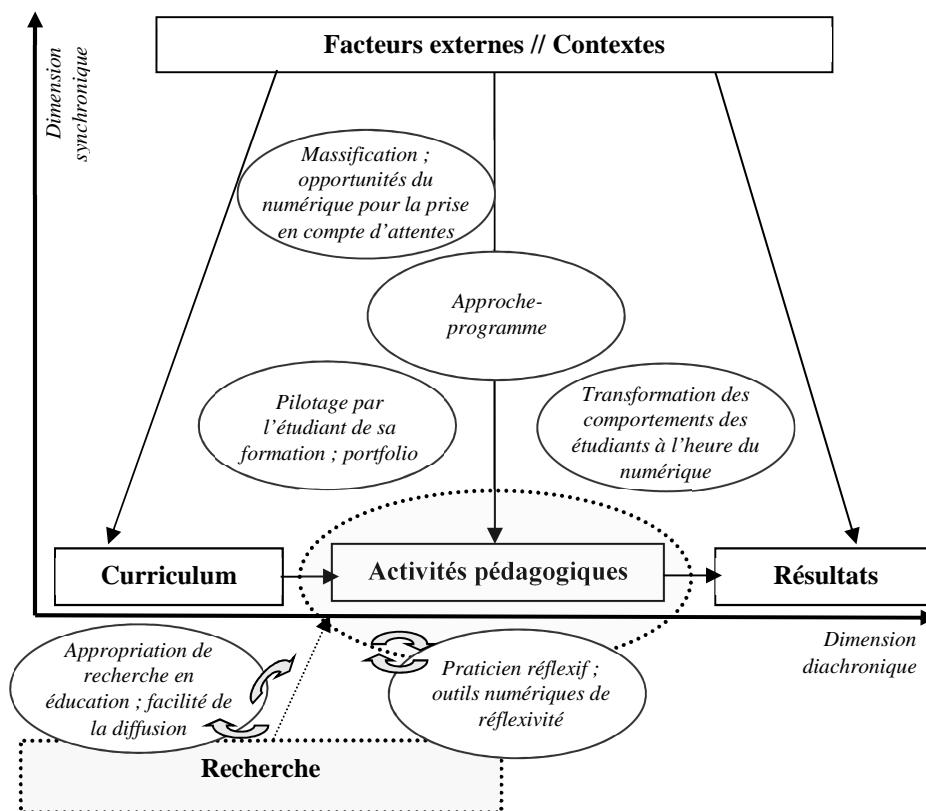 Facteurs externes // Contextes
Dimension
synchronique
Massification ;
opportunités du
numérique pour la prise
en compte d'attentes
Approche-
programme
Pilotage par
l'étudiant de sa
formation ; portfolio
Transformation des
comportements des
étudiants à l'heure du
numérique
Curriculum
Activités pédagogiques
Résultats
Dimension
diachronique
Appropriation de
recherche en
éducation ; facilité de
la diffusion
Praticien réflexif ;
outils numériques de
réflexivité
Recherche